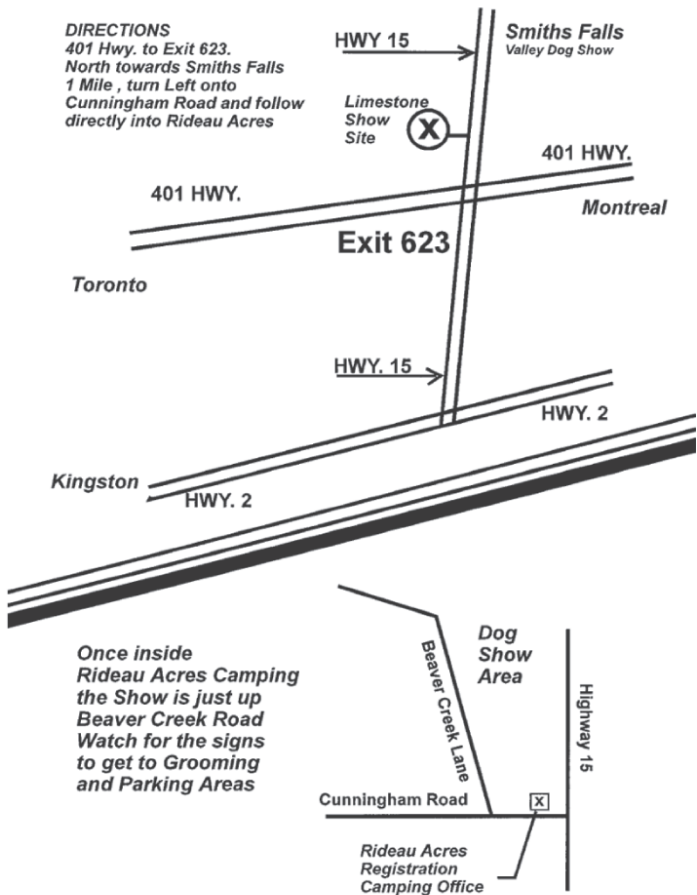 DIRECTIONS
401 Hwy. to Exit 623.
North towards Smiths Falls
1 Mile , turn Left onto
Cunningham Road and follow
directly into Rideau Acres
HWY 15
Smiths Falls
Valley Dog Show
Limestone
Show
Site
X
401 HWY.
401 HWY.
Montreal
Exit 623
Toronto
HWY. 15
HWY. 2
Kingston
HWY. 2
Once inside
Rideau Acres Camping
the Show is just up
Beaver Creek Road
Watch for the signs
to get to Grooming
and Parking Areas
Dog
Show
Area
Beaver Creek Lane
Highway 15
Cunningham Road
X
Rideau Acres
Registration
Camping Office